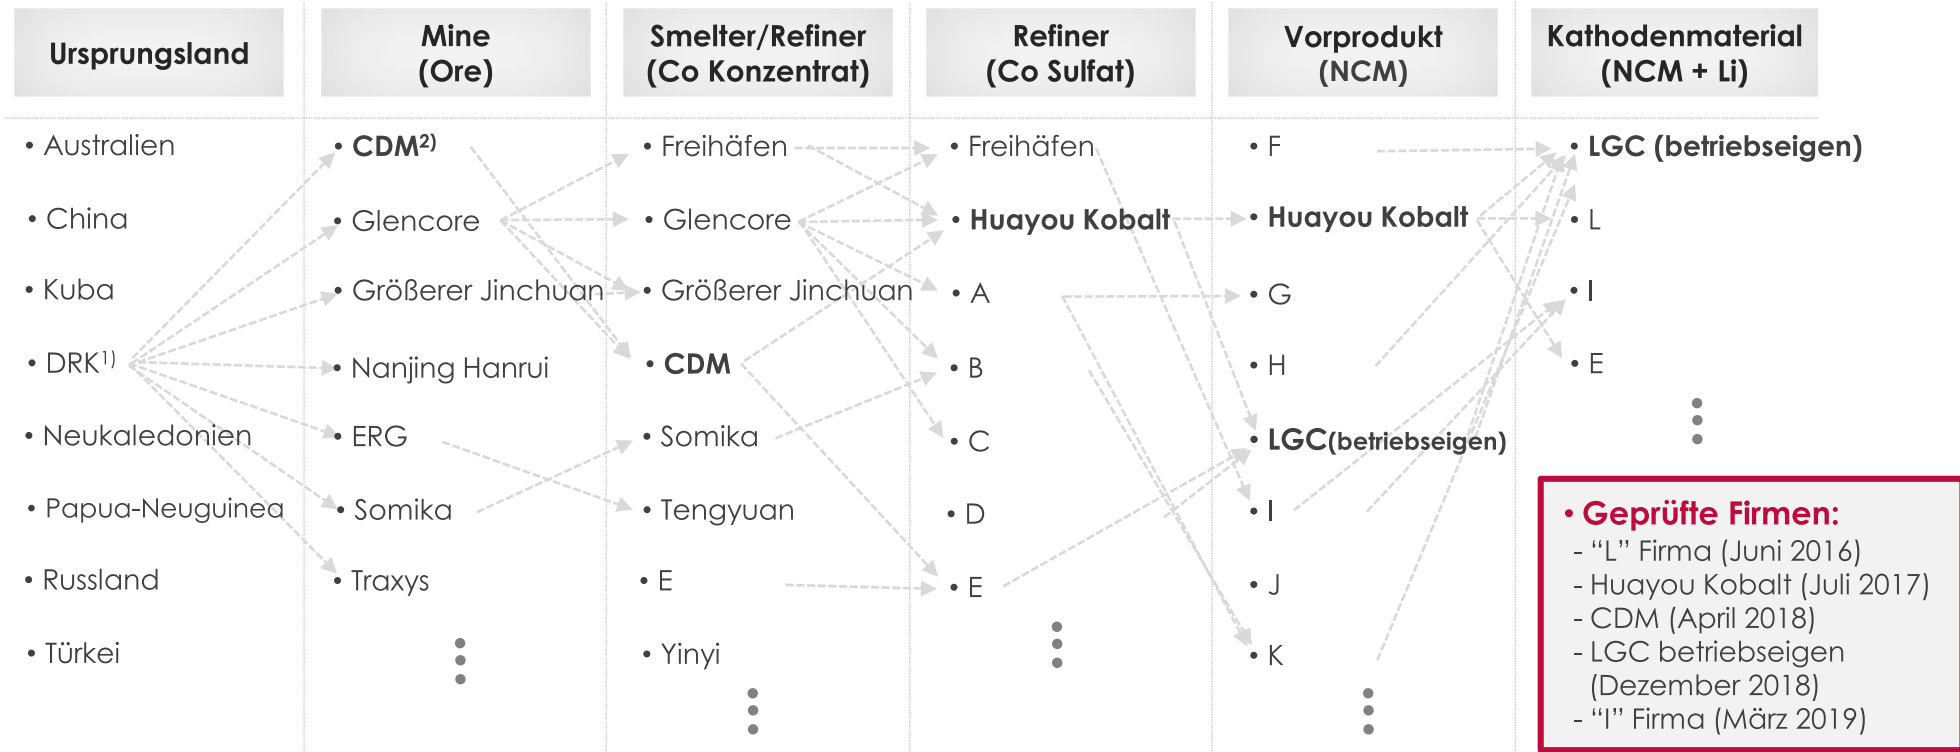 Ursprungsland
Mine
(Ore)
Smelter/Refiner
(Co Konzentrat)
Refiner
(Co Sulfat)
Vorprodukt
(NCM)
Kathodenmaterial
(NCM + Li)
• Australien
• China
• Kuba
• DRK1)
• Neukaledonien
• Papua-Neuguinea
• Russland
• Türkei
• CDM2)
• Glencore
• Größerer Jinchuan
• Nanjing Hanrui
• ERG
• Somika
• Traxys
• Freihäfen
• Glencore
• Größerer Jinchuan
• CDM
• Somika
• Tengyuan
• E
• Yinyi
• Freihäfen
• Huayou Kobalt
• A
• B
• C
• D
• E
• F
• Huayou Kobalt
• G
• H
• LGC(betriebseigen)
• I
• J
• K
• LGC (betriebseigen)
• L
• I
• E
• Geprüfte Firmen:
- “L” Firma (Juni 2016)
- Huayou Kobalt (Juli 2017)
- CDM (April 2018)
- LGC betriebseigen
(Dezember 2018)
- “I” Firma (März 2019)